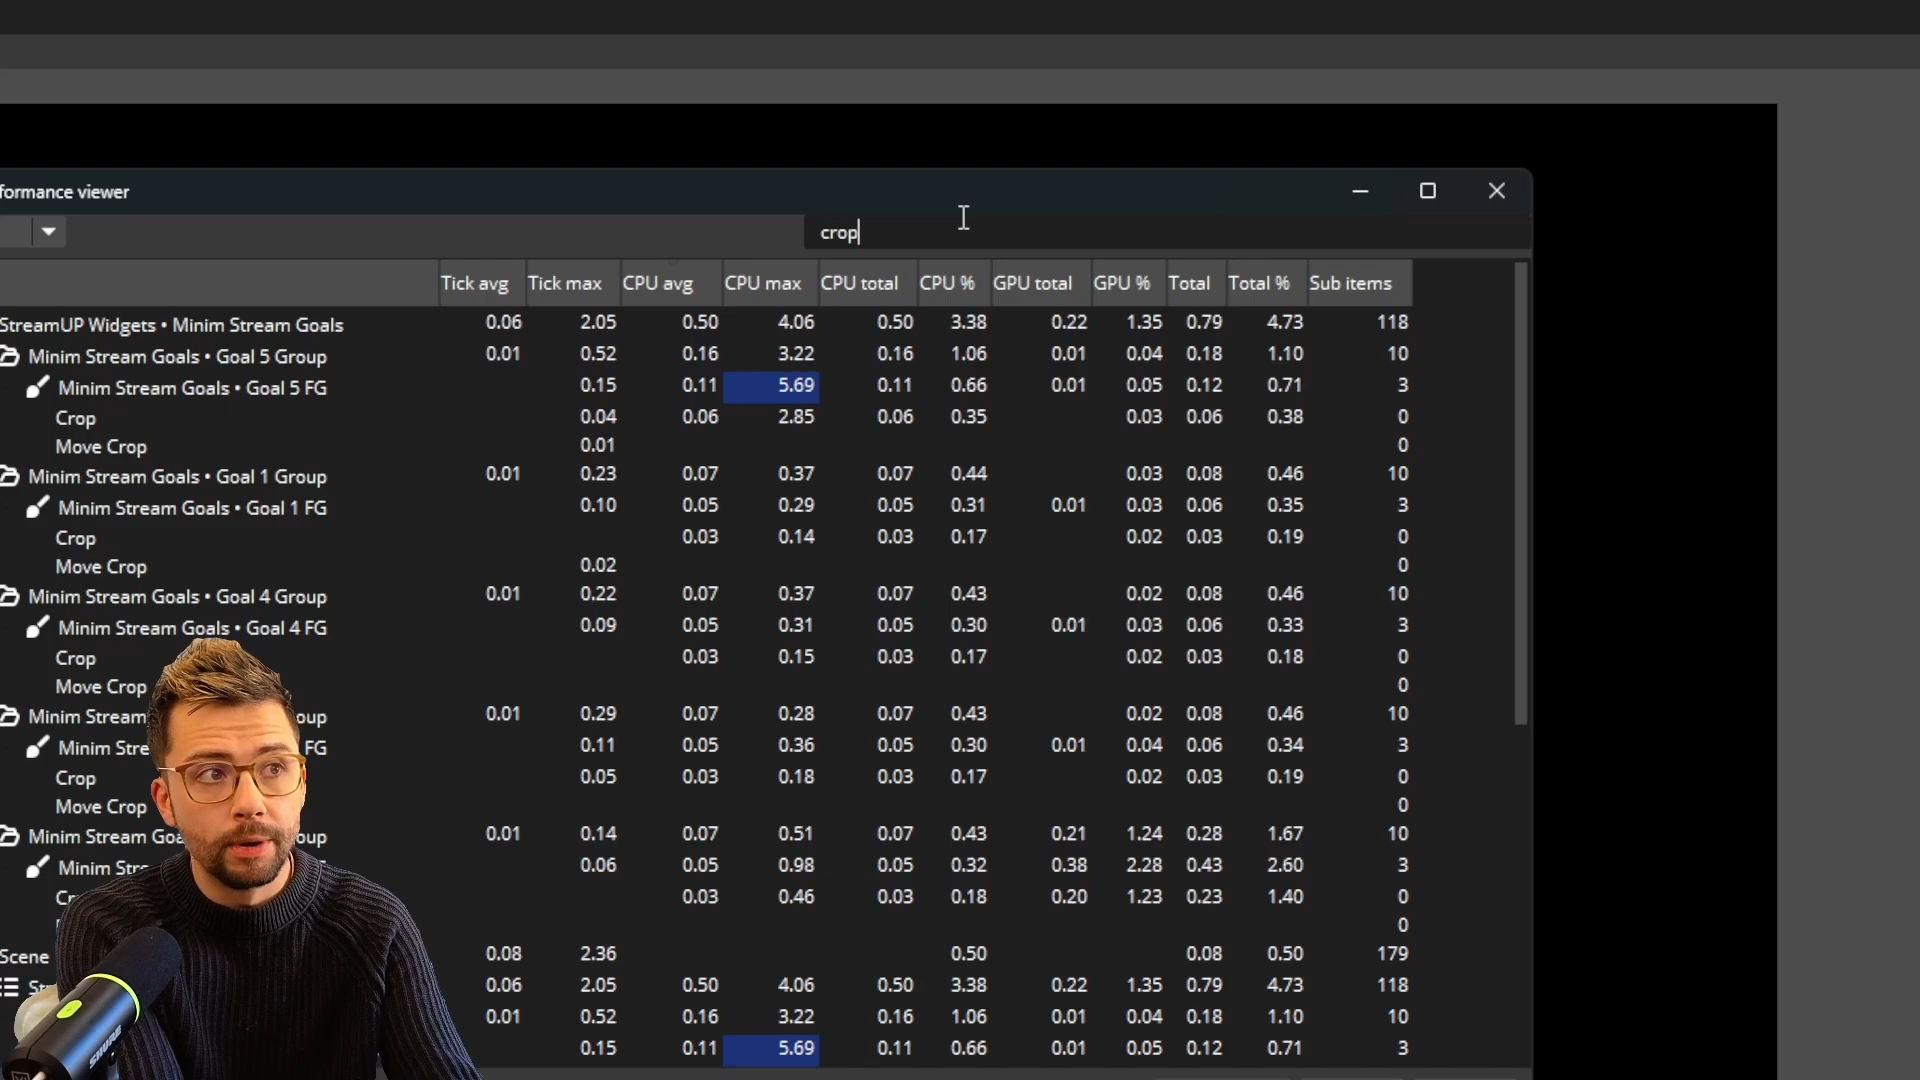 formance viewer
crop
Tick avg Tick max CPU avg CPU max CPU total CPU % GPU total GPU % Total Total % Sub items
StreamUP Widgets • Minim Stream Goals 0.06 2.05 0.50 4.06 0.50 3.38 0.22 1.35 0.79 4.73 118
Minim Stream Goals • Goal 5 Group 0.01 0.52 0.16 3.22 0.16 1.06 0.01 0.04 0.18 1.10 10
Minim Stream Goals • Goal 5 FG 0.15 0.11 5.69 0.11 0.66 0.01 0.05 0.12 0.71 3
Crop 0.04 0.06 2.85 0.06 0.35 0.03 0.06 0.38 0
Move Crop 0.01 0
Minim Stream Goals • Goal 1 Group 0.01 0.23 0.07 0.37 0.07 0.44 0.03 0.08 0.46 10
Minim Stream Goals • Goal 1 FG 0.10 0.05 0.29 0.05 0.31 0.01 0.03 0.06 0.35 3
Crop 0.03 0.14 0.03 0.17 0.02 0.03 0.19 0
Move Crop 0.02 0
Minim Stream Goals • Goal 4 Group 0.01 0.22 0.07 0.37 0.07 0.43 0.02 0.08 0.46 10
Minim Stream Goals • Goal 4 FG 0.09 0.05 0.31 0.05 0.30 0.01 0.03 0.06 0.33 3
Crop 0.03 0.15 0.03 0.17 0.02 0.03 0.18 0
Move Crop 0
Minim Stream oup 0.01 0.29 0.07 0.28 0.07 0.43 0.02 0.08 0.46 10
Minim Stre FG 0.11 0.05 0.36 0.05 0.30 0.01 0.04 0.06 0.34 3
Crop 0.05 0.03 0.18 0.03 0.17 0.02 0.03 0.19 0
Move Crop 0
Minim Stream Goa oup 0.01 0.14 0.07 0.51 0.07 0.43 0.21 1.24 0.28 1.67 10
Minim Stre 0.06 0.05 0.98 0.05 0.32 0.38 2.28 0.43 2.60 3
Cr 0.03 0.46 0.03 0.18 0.20 1.23 0.23 1.40 0
0
Scene 0.08 2.36 0.50 0.08 0.50 179
St 0.06 2.05 0.50 4.06 0.50 3.38 0.22 1.35 0.79 4.73 118
0.01 0.52 0.16 3.22 0.16 1.06 0.01 0.04 0.18 1.10 10
0.15 0.11 5.69 0.11 0.66 0.01 0.05 0.12 0.71 3
SHURE